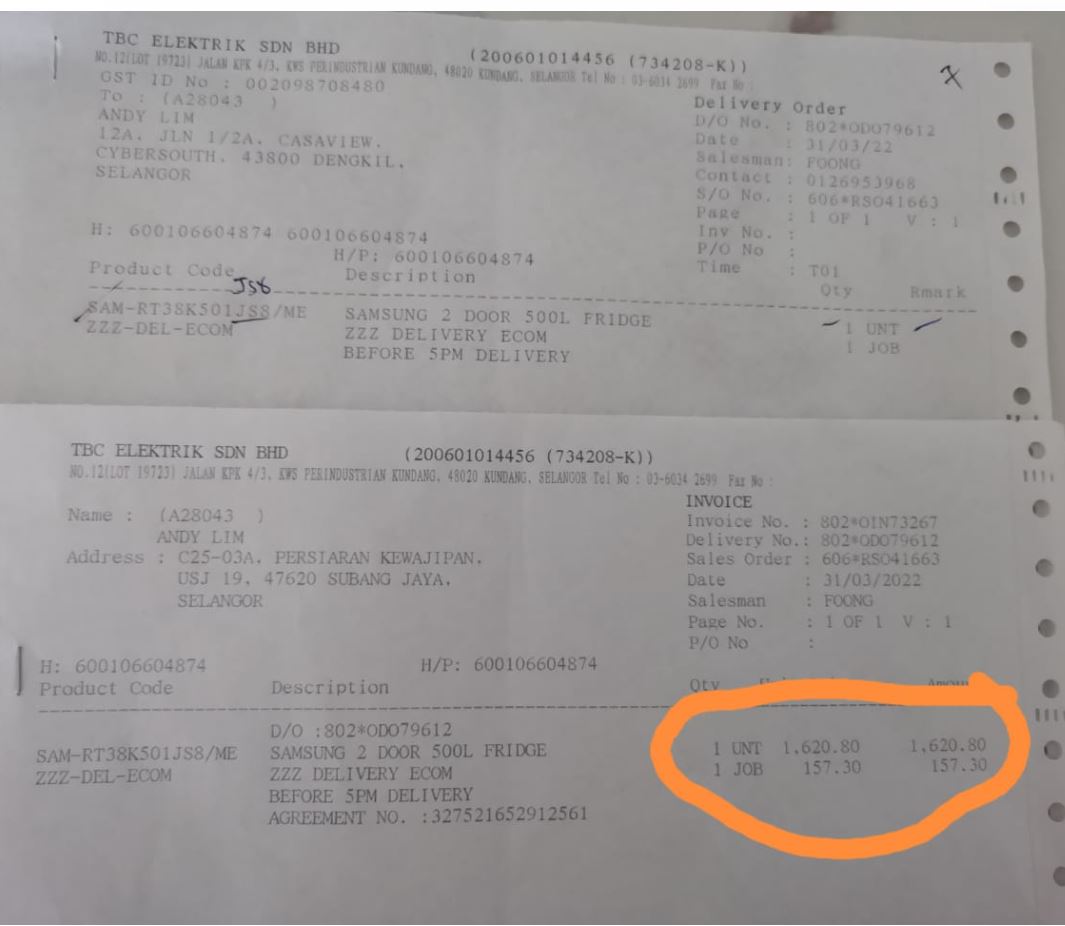 TBC ELEKTRIK SDN BHD (200601014456 (734208-K))
NO.12(LOT 19723) JALAN KPK 4/3, KWS PERINDUSTRIAN KUNDANG, 48020 KUNDANG, SELANGOR Tel No : 03-6034 2699 Fax No :
GST ID No : 002098708480
7
To : (A28043 )
Delivery Order
ANDY LIM
D/O No. : 802*ODO79612
12A, JLN 1/2A, CASAVIEW,
Date : 31/03/22
CYBERSOUTH, 43800 DENGKIL,
Salesman: FOONG
SELANGOR
Contact : 0126953968
S/O No. : 606*RSO41663
Page : 1 OF 1 V : 1
H: 600106604874 600106604874
Inv No. :
H/P: 600106604874
P/O No :
Time : T01
Product Code Description Qty Rmark
JS8
SAM-RT38K501JS8/ME SAMSUNG 2 DOOR 500L FRIDGE 1 UNT
ZZZ-DEL-ECOM ZZZ DELIVERY ECOM 1 JOB
BEFORE 5PM DELIVERY
TBC ELEKTRIK SDN BHD (200601014456 (734208-K))
NO.12(LOT 19723) JALAN KPK 4/3, KWS PERINDUSTRIAN KUNDANG, 48020 KUNDANG, SELANGOR Tel No : 03-6034 2699 Fax No :
INVOICE
Name : (A28043 )
Invoice No. : 802*OIN73267
ANDY LIM
Delivery No.: 802*ODO79612
Address : C25-03A, PERSIARAN KEWAJIPAN,
Sales Order : 606*RSO41663
USJ 19, 47620 SUBANG JAYA,
Date : 31/03/2022
SELANGOR
Salesman : FOONG
Page No. : 1 OF 1 V : 1
P/O No :
H: 600106604874 H/P: 600106604874
Product Code Description Qty
D/O :802*ODO79612
SAM-RT38K501JS8/ME SAMSUNG 2 DOOR 500L FRIDGE 1 UNT 1,620.80 1,620.80
ZZZ-DEL-ECOM ZZZ DELIVERY ECOM 1 JOB 157.30 157.30
BEFORE 5PM DELIVERY
AGREEMENT NO. :327521652912561